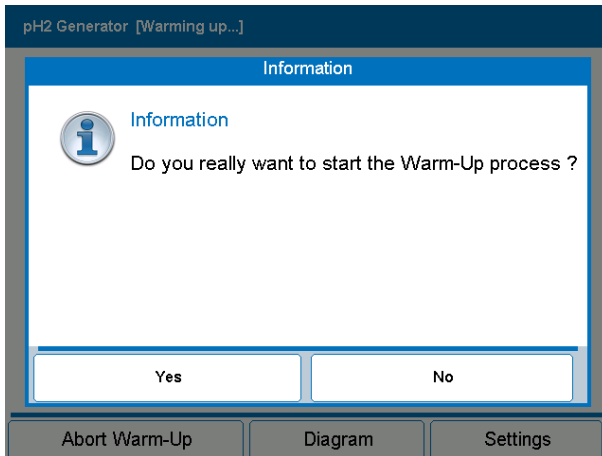 pH2 Generator [Warming up...]
Information
Information
Do you really want to start the Warm-Up process ?
Yes No
Abort Warm-Up Diagram Settings